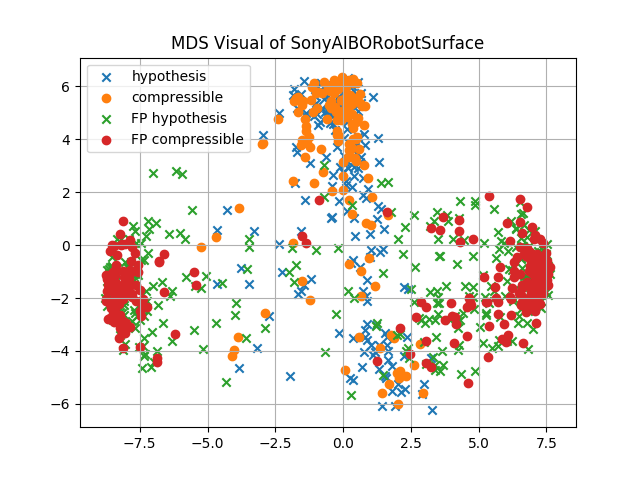 MDS Visual of SonyAIBORobotSurface
hypothesis
compressible
FP hypothesis
FP compressible
6
4
2
0
−2
−4
−6
−7.5
−5.0
−2.5
0.0
2.5
5.0
7.5